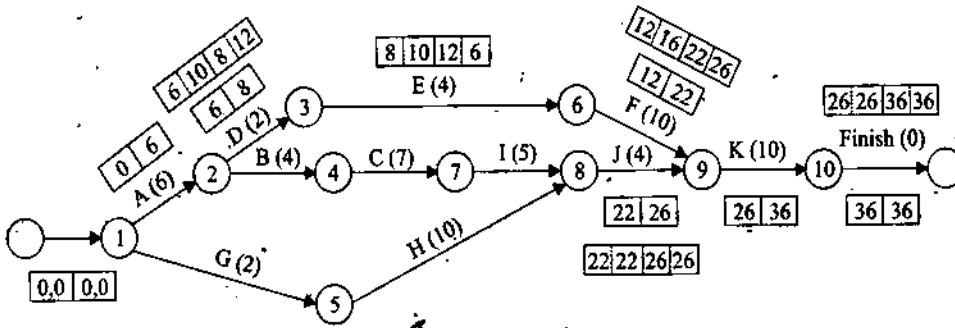 6 10 8 12
6 8
0 6
A (6)
D (2)
8 10 12 6
E (4)
12 16 22 26
12 22
F (10)
26 26 36 36
Finish (0)
3
6
2
B (4)
4
C (7)
7
I (5)
8
J (4)
9
K (10)
10
22 26
26 36
36 36
22 22 26 26
1
0,0 0,0
G (2)
H (10)
5